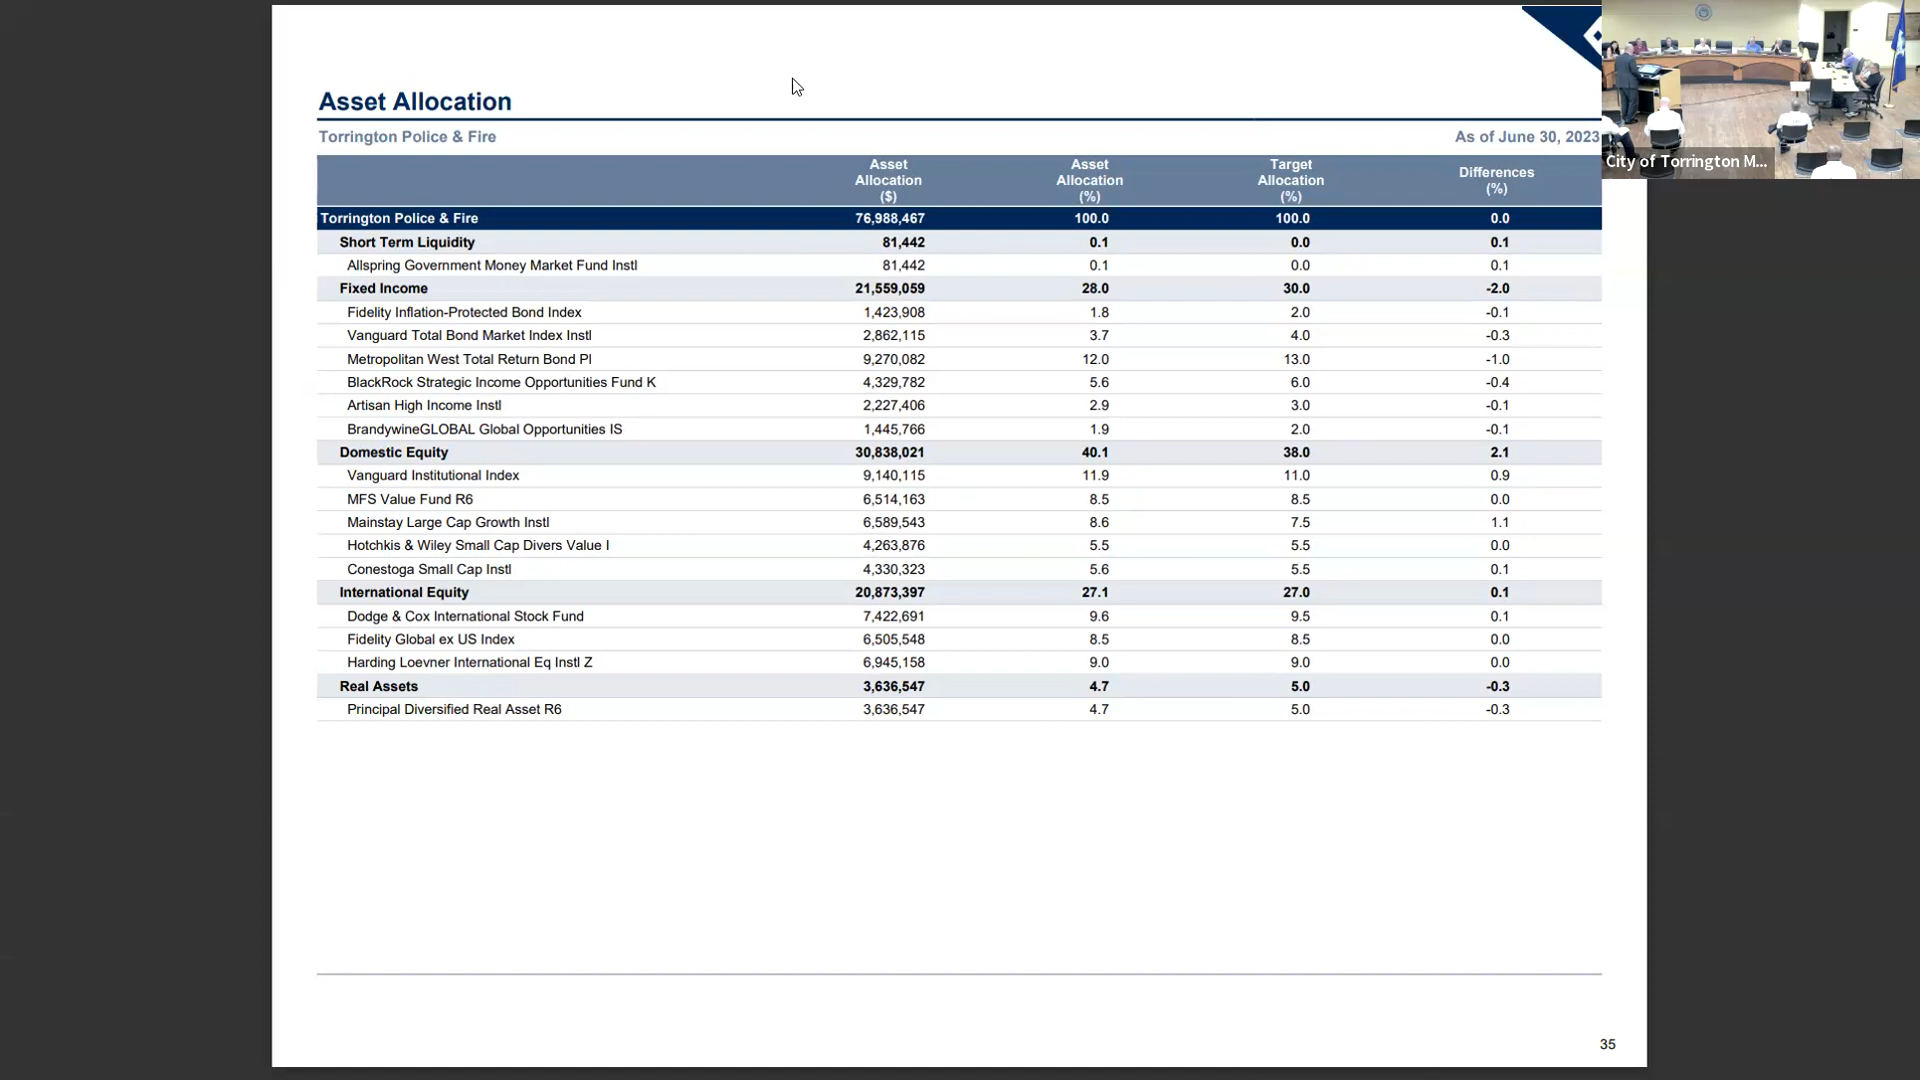 Asset Allocation
Torrington Police & Fire As of June 30, 2023
Asset Allocation ($) Asset Allocation (%) Target Allocation (%) Differences (%)
Torrington Police & Fire 76,988,467 100.0 100.0 0.0
Short Term Liquidity 81,442 0.1 0.0 0.1
Allspring Government Money Market Fund Instl 81,442 0.1 0.0 0.1
Fixed Income 21,559,059 28.0 30.0 -2.0
Fidelity Inflation-Protected Bond Index 1,423,908 1.8 2.0 -0.1
Vanguard Total Bond Market Index Instl 2,862,115 3.7 4.0 -0.3
Metropolitan West Total Return Bond Pl 9,270,082 12.0 13.0 -1.0
BlackRock Strategic Income Opportunities Fund K 4,329,782 5.6 6.0 -0.4
Artisan High Income Instl 2,227,406 2.9 3.0 -0.1
BrandywineGLOBAL Global Opportunities IS 1,445,766 1.9 2.0 -0.1
Domestic Equity 30,838,021 40.1 38.0 2.1
Vanguard Institutional Index 9,140,115 11.9 11.0 0.9
MFS Value Fund R6 6,514,163 8.5 8.5 0.0
Mainstay Large Cap Growth Instl 6,589,543 8.6 7.5 1.1
Hotchkis & Wiley Small Cap Divers Value I 4,263,876 5.5 5.5 0.0
Conestoga Small Cap Instl 4,330,323 5.6 5.5 0.1
International Equity 20,873,397 27.1 27.0 0.1
Dodge & Cox International Stock Fund 7,422,691 9.6 9.5 0.1
Fidelity Global ex US Index 6,505,548 8.5 8.5 0.0
Harding Loevner International Eq Instl Z 6,945,158 9.0 9.0 0.0
Real Assets 3,636,547 4.7 5.0 -0.3
Principal Diversified Real Asset R6 3,636,547 4.7 5.0 -0.3
35
City of Torrington M...